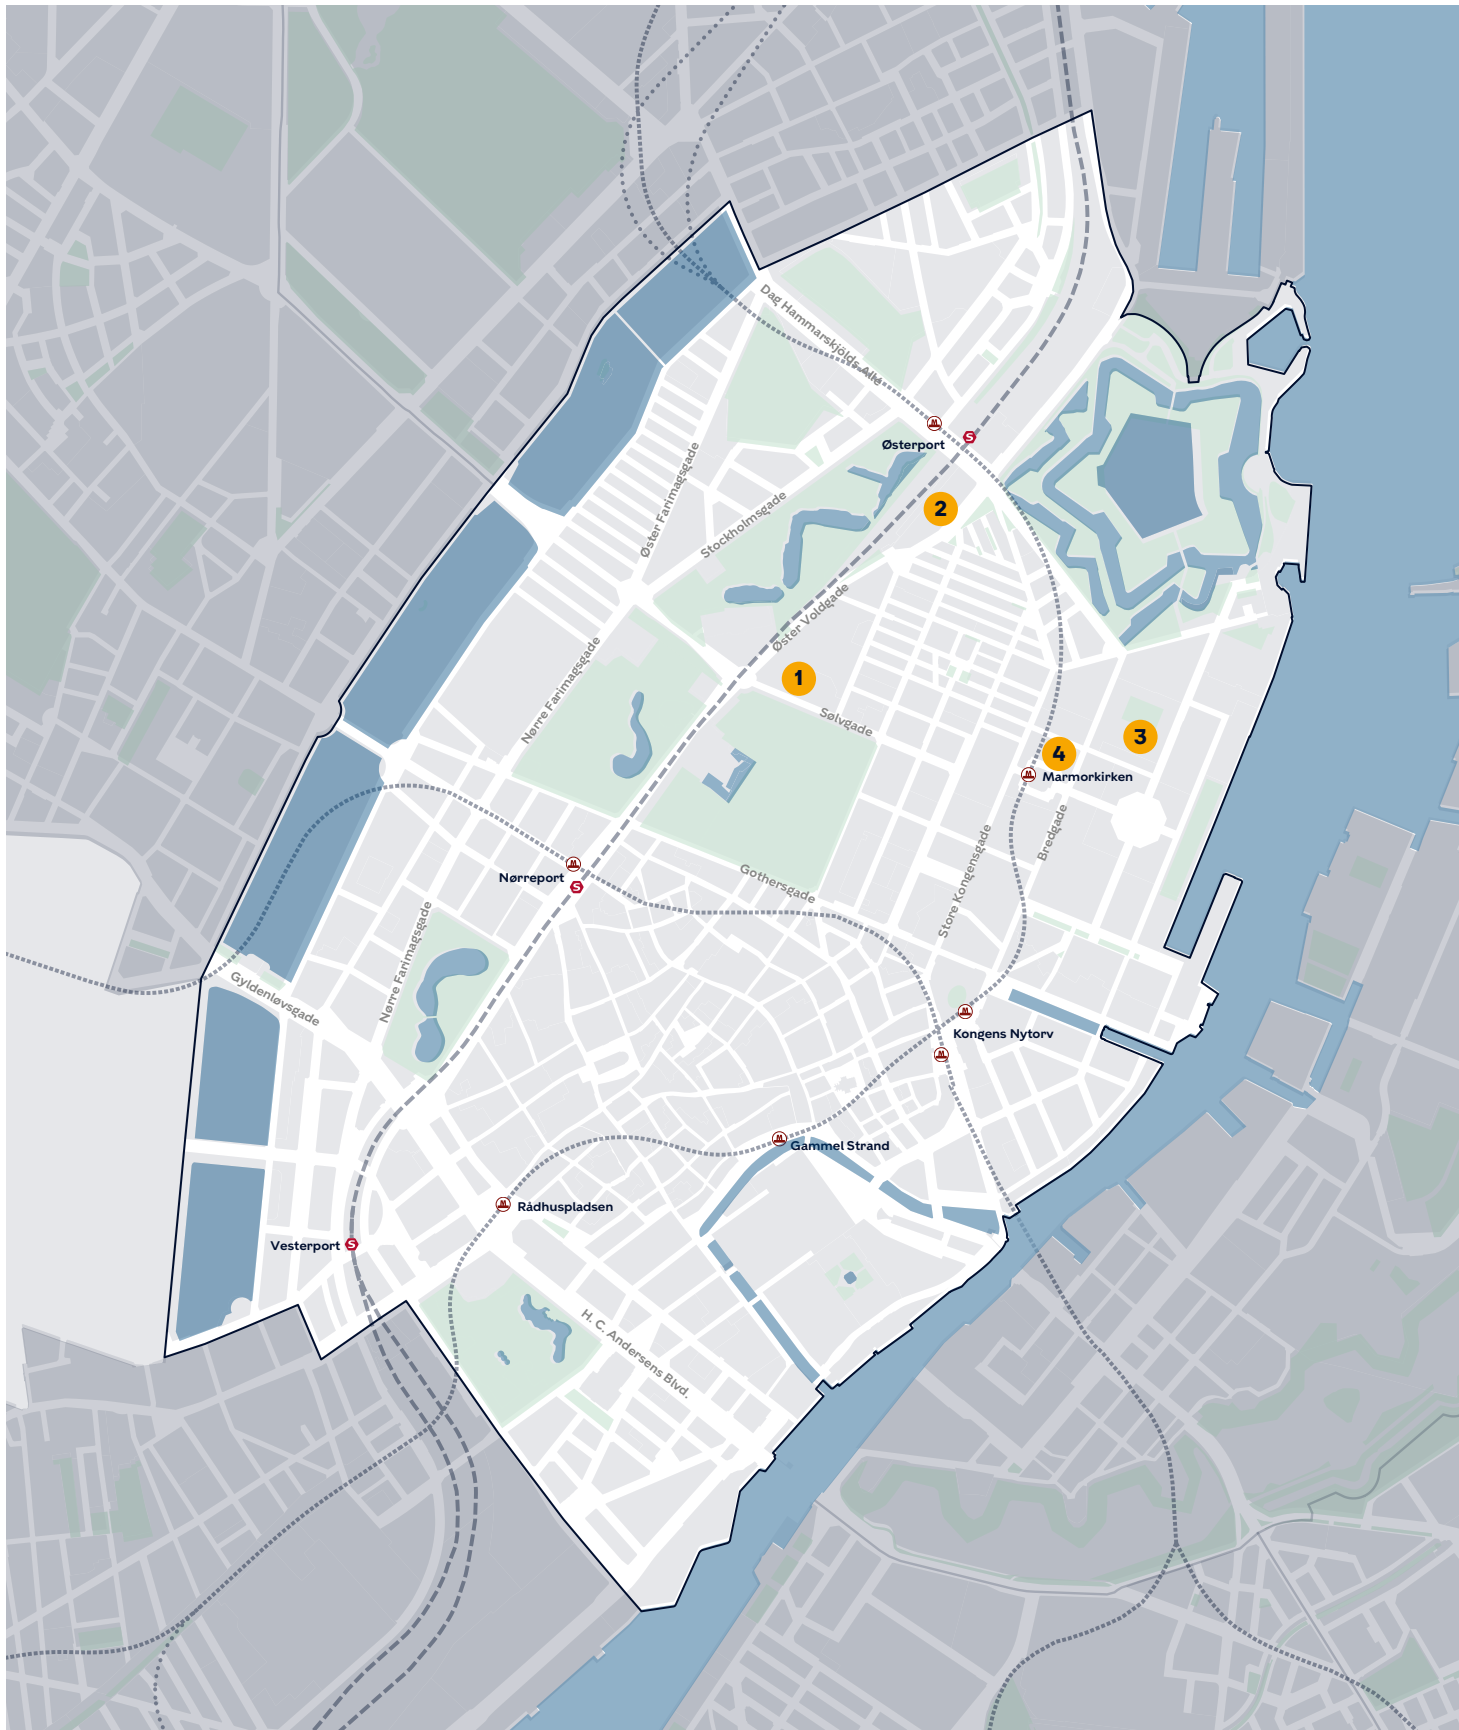 Dag Hammarskjölds Allé
Østerport
S
Øster Farimagsgade
Stockholmsgade
2
Øster Voldgade
1
Nørre Farimagsgade
Sølvgade
3
4
Marmorkirken
Bredgade
Store Kongensgade
Nørreport
S
Gothersgade
Nørre Farimagsgade
Gyldenløvsgade
Kongens Nytorv
Gammel Strand
Rådhuspladsen
Vesterport S
H. C. Andersens Blvd.